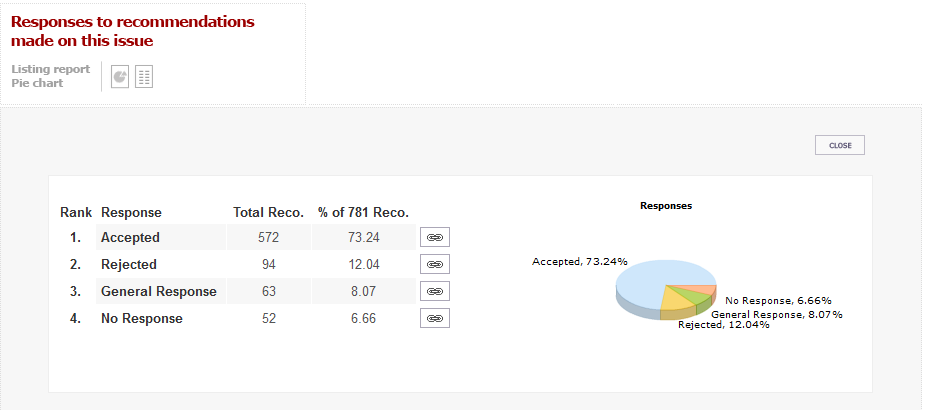 Responses to recommendations
made on this issue
Listing report
Pie chart
CLOSE
Rank Response Total Reco. % of 781 Reco.
1. Accepted 572 73.24
2. Rejected 94 12.04
3. General Response 63 8.07
4. No Response 52 6.66
Responses
Accepted, 73.24%
No Response, 6.66%
General Response, 8.07%
Rejected, 12.04%